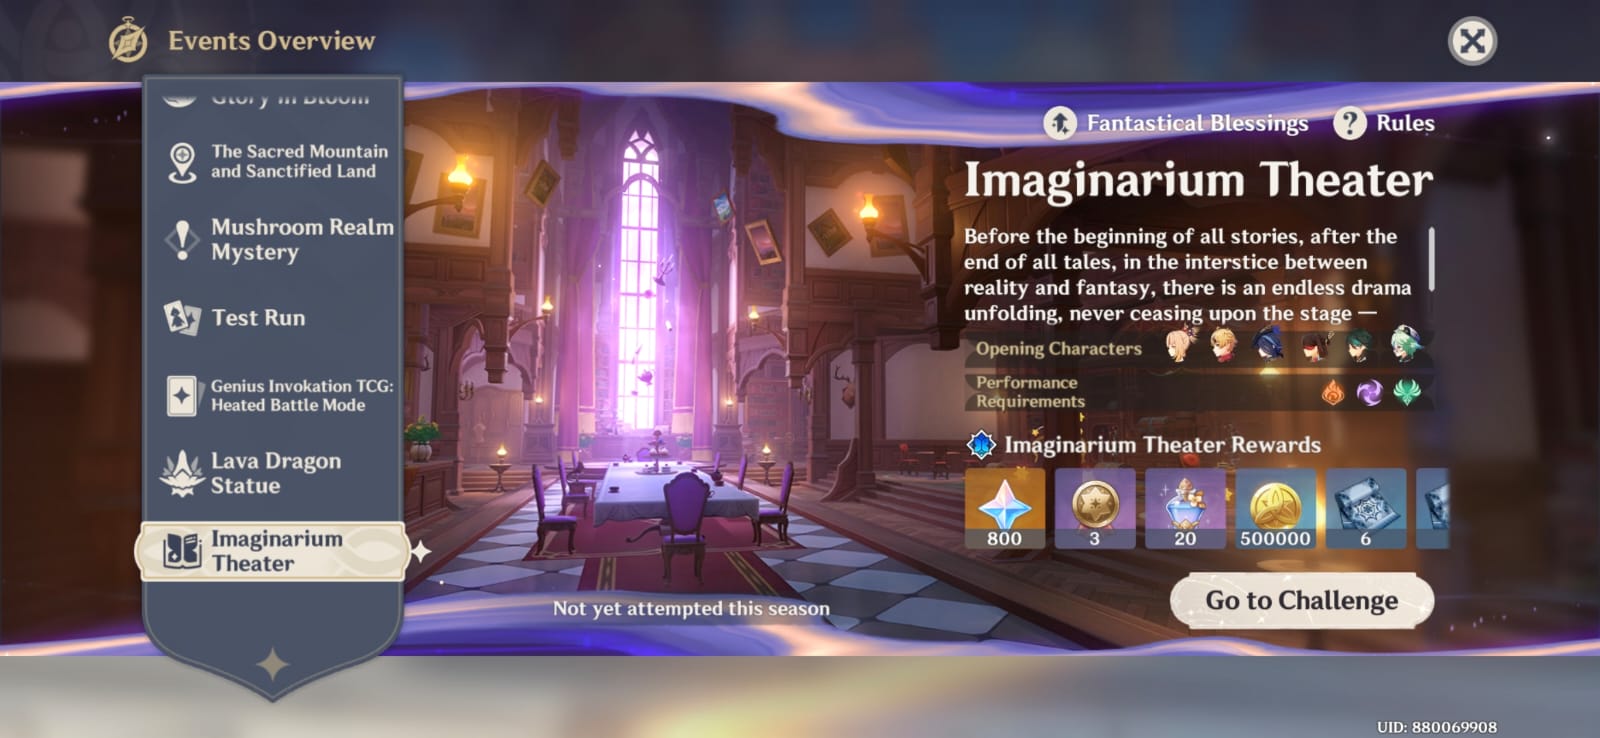 Events Overview
Glory in Bloom
The Sacred Mountain
and Sanctified Land
Mushroom Realm
Mystery
Test Run
Genius Invokation TCG:
Heated Battle Mode
Lava Dragon
Statue
Imaginarium
Theater
Not yet attempted this season
Fantastical Blessings
? Rules
Imaginarium Theater
Before the beginning of all stories, after the
end of all tales, in the interstice between
reality and fantasy, there is an endless drama
unfolding, never ceasing upon the stage —
Opening Characters
Performance
Requirements
Imaginarium Theater Rewards
800 3 20 500000 6
Go to Challenge
UID: 880069908